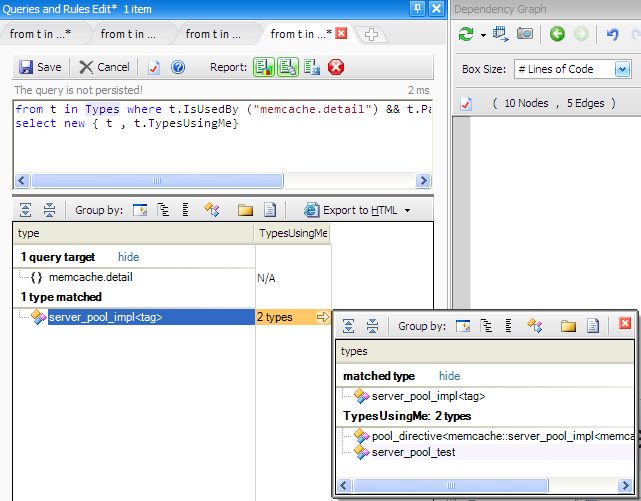 Queries and Rules Edit* 1 item
from t in ...*
from t in ...*
from t in ...*
from t in ...*
Save
Cancel
Report:
The query is not persisted!
2 ms
from t in Types where t.IsUsedBy ("memcache.detail") && t.Pa
select new { t , t.TypesUsingMe}
Group by:
Export to HTML
type
TypesUsingMe
1 query target hide
{} memcache.detail
N/A
1 type matched
server_pool_impl<tag>
2 types
Dependency Graph
Box Size:
# Lines of Code
( 10 Nodes , 5 Edges )
Group by:
types
matched type hide
server_pool_impl<tag>
TypesUsingMe: 2 types
pool_directive<memcache::server_pool_impl<memca
server_pool_test